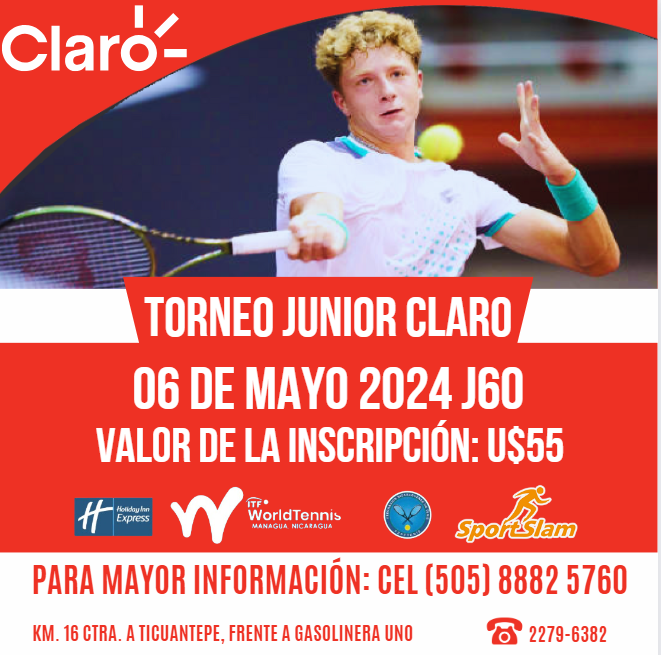 Claro
TORNEO JUNIOR CLARO
06 DE MAYO 2024 J60
VALOR DE LA INSCRIPCIÓN: U$55
Holiday Inn
Express
ITF
WorldTennis
MANAGUA, NICARAGUA
SportSlam
PARA MAYOR INFORMACIÓN: CEL (505) 8882 5760
KM. 16 CTRA. A TICUANTEPE, FRENTE A GASOLINERA UNO
2279-6382